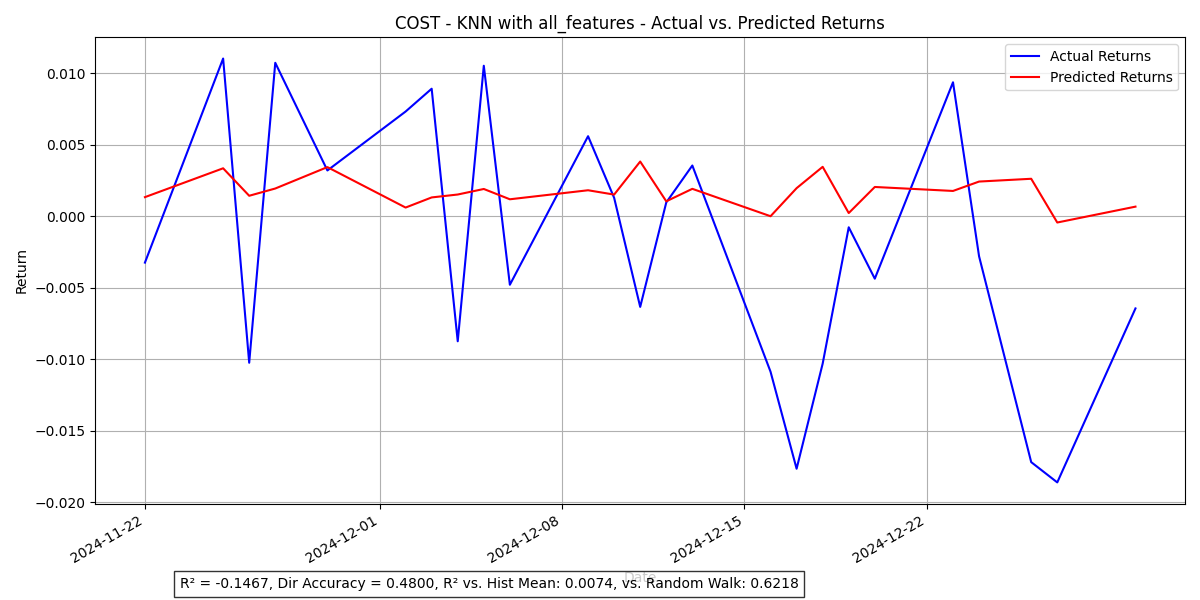 COST - KNN with all_features - Actual vs. Predicted Returns
Actual Returns
Predicted Returns
0.010
0.005
0.000
−0.005
−0.010
−0.015
−0.020
Return
2024-11-22
2024-12-01
2024-12-08
2024-12-15
2024-12-22
Date
R² = -0.1467, Dir Accuracy = 0.4800, R² vs. Hist Mean: 0.0074, vs. Random Walk: 0.6218